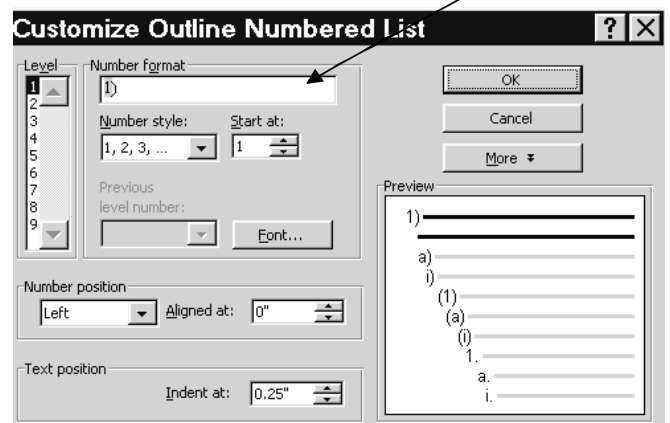 Customize Outline Numbered List ? X
Level
1
2
3
4
5
6
7
8
9
Number format
1)
Number style:
Start at:
1, 2, 3, ...
1
Previous
level number:
Font...
Number position
Left
Aligned at:
0"
Text position
Indent at:
0.25"
OK
Cancel
More
Preview
1)
a)
i)
(1)
(a)
(i)
1.
a.
i.